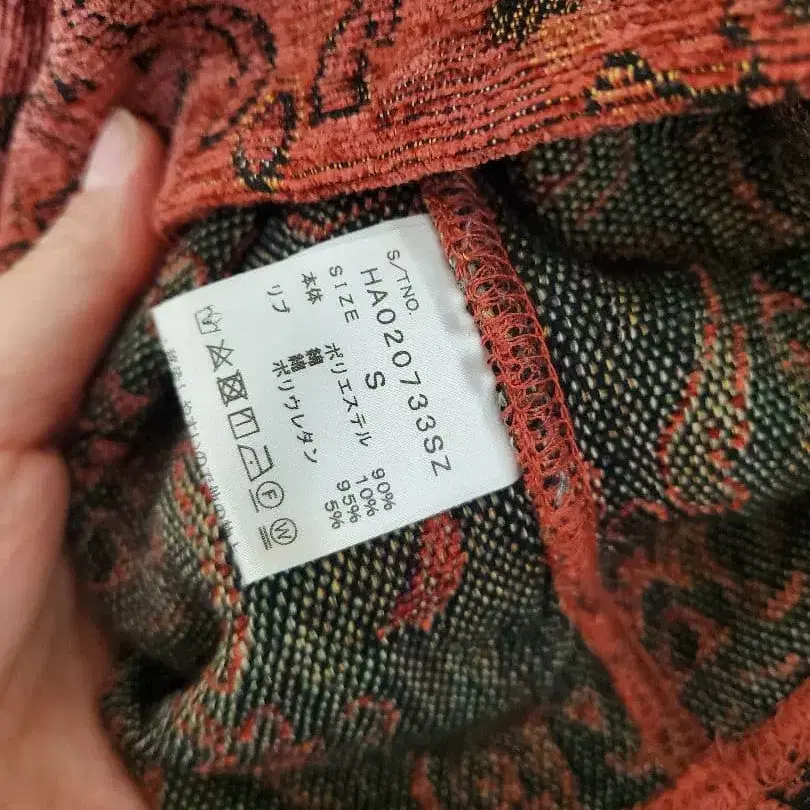 S/TNO.
HA020733SZ
SIZE S
本体 ポリエステル 90%
綿 10%
リブ 綿 95%
ポリウレタン 5%
F
W